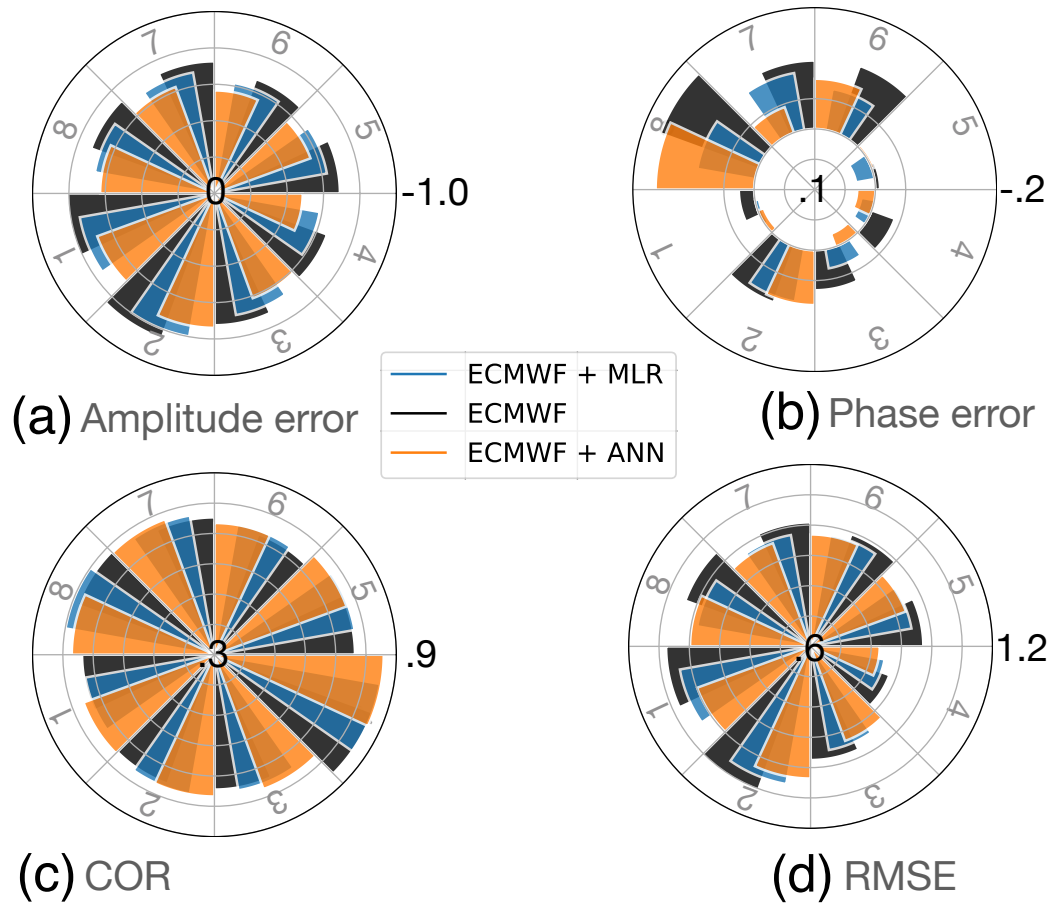 7 6
8 5
0 -1.0
1 4
2 3
(a) Amplitude error
7 6
8 5
.1 -.2
1 4
2 3
(b) Phase error
ECMWF + MLR
ECMWF
ECMWF + ANN
7 6
8 5
.3 .9
1
2 3
(c) COR
7 6
8 5
.6 1.2
1 4
2 3
(d) RMSE